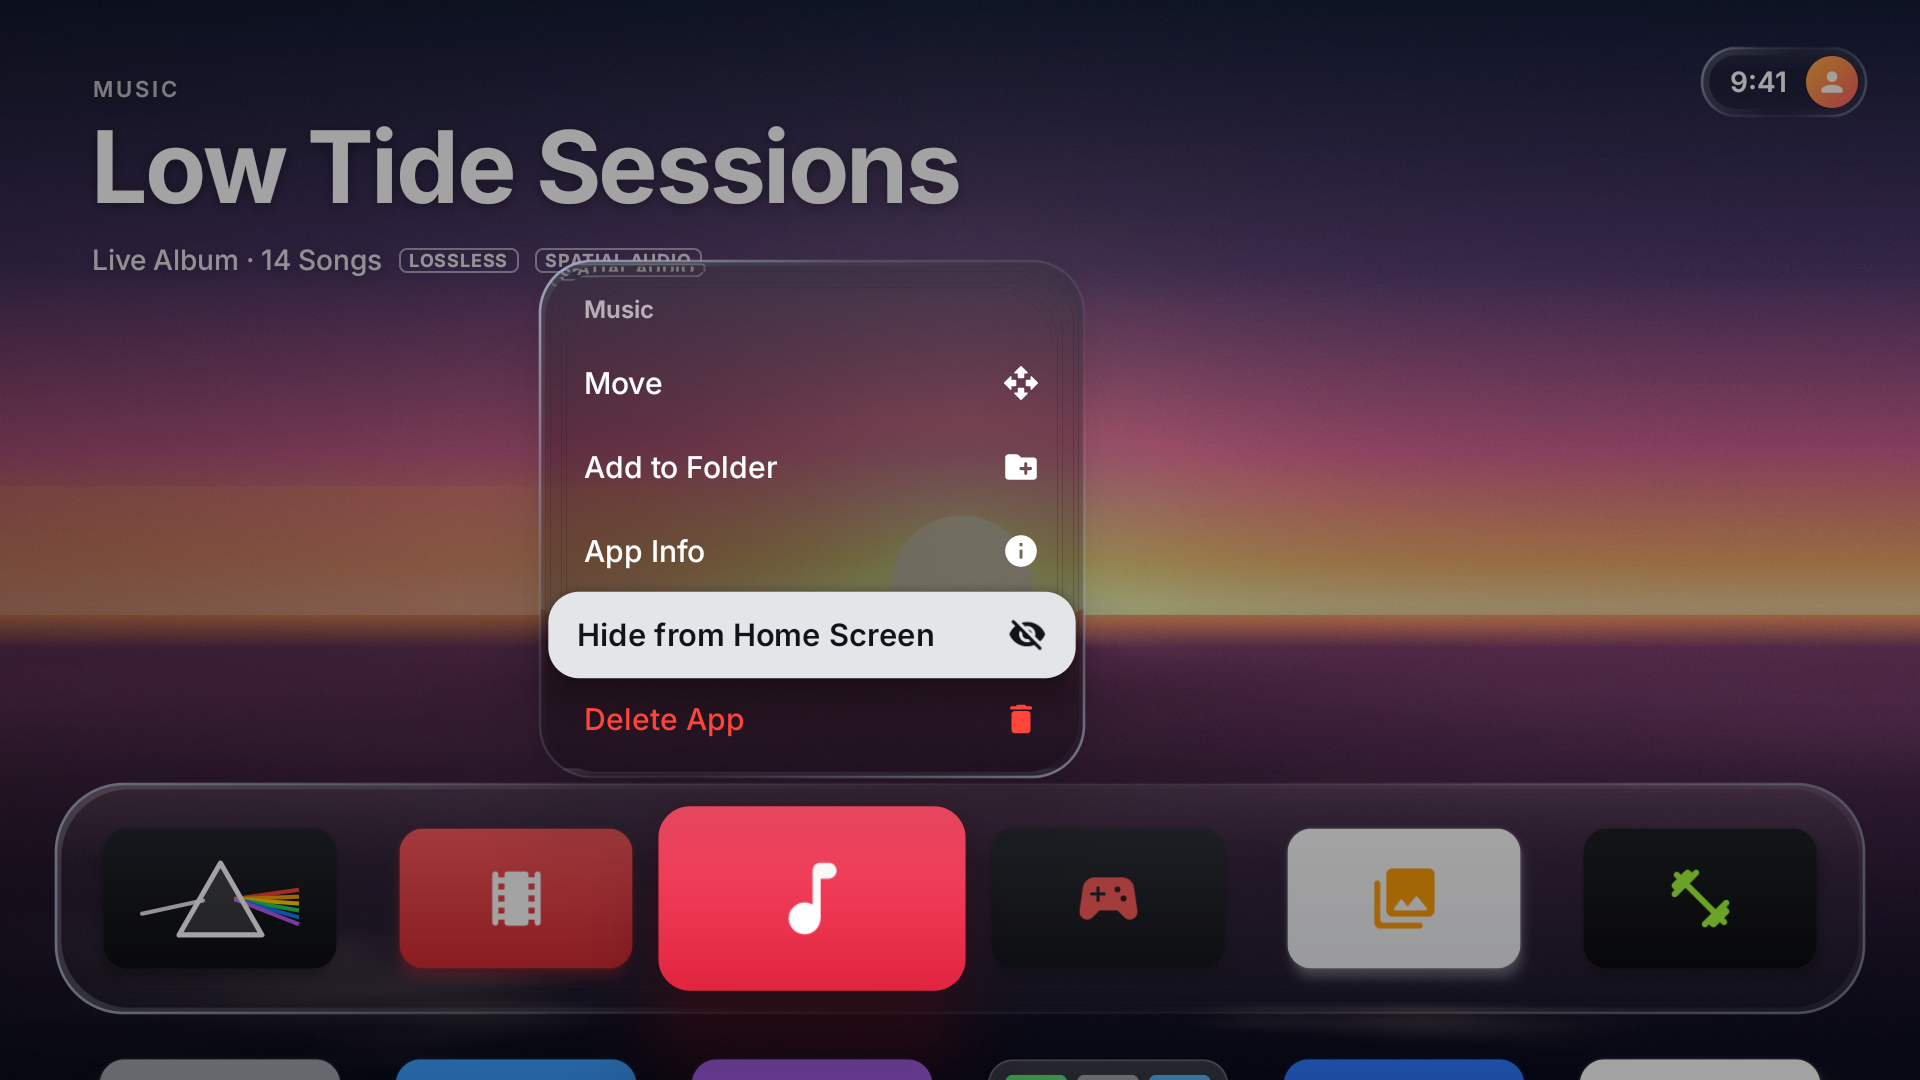 MUSIC
9:41
Low Tide Sessions
Live Album · 14 Songs LOSSLESS SPATIAL AUDIO
Music
Move
Add to Folder
App Info
Hide from Home Screen
Delete App